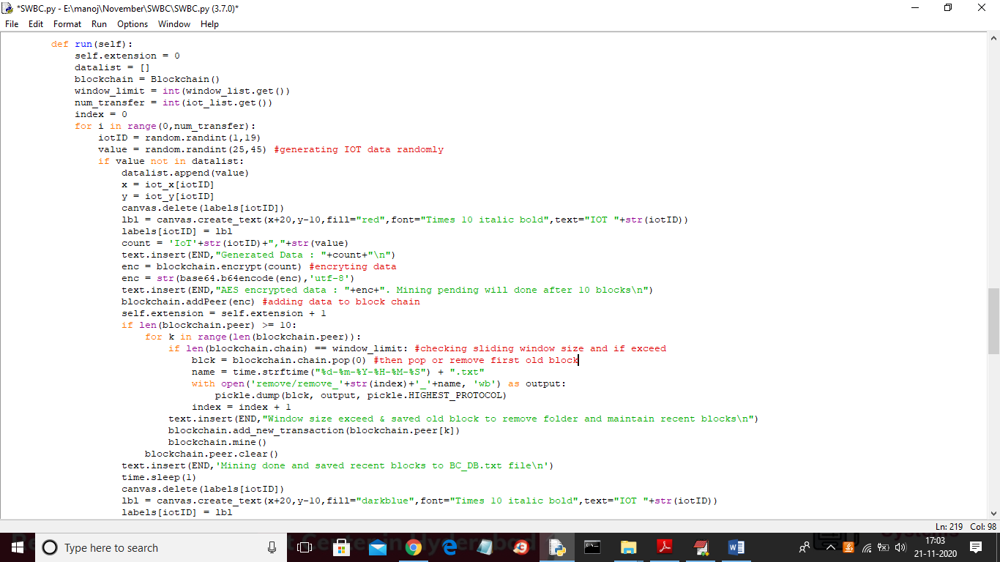 *SWBC.py - E:\manoj\November\SWBC\SWBC.py (3.7.0)*
File Edit Format Run Options Window Help
def run(self):
self.extension = 0
datalist = []
blockchain = Blockchain()
window_limit = int(window_list.get())
num_transfer = int(iot_list.get())
index = 0
for i in range(0,num_transfer):
iotID = random.randint(1,19)
value = random.randint(25,45) #generating IOT data randomly
if value not in datalist:
datalist.append(value)
x = iot_x[iotID]
y = iot_y[iotID]
canvas.delete(labels[iotID])
lbl = canvas.create_text(x+20,y-10,fill="red",font="Times 10 italic bold",text="IOT "+str(iotID))
labels[iotID] = lbl
count = 'IoT'+str(iotID)+","+str(value)
text.insert(END,"Generated Data : "+count+"\n")
enc = blockchain.encrypt(count) #encryting data
enc = str(base64.b64encode(enc),'utf-8')
text.insert(END,"AES encrypted data : "+enc+". Mining pending will done after 10 blocks\n")
blockchain.addPeer(enc) #adding data to block chain
self.extension = self.extension + 1
if len(blockchain.peer) >= 10:
for k in range(len(blockchain.peer)):
if len(blockchain.chain) == window_limit: #checking sliding window size and if exceed
blck = blockchain.chain.pop(0) #then pop or remove first old block
name = time.strftime("%d-%m-%Y-%H-%M-%S") + ".txt"
with open('remove/remove_'+str(index)+'_'+name, 'wb') as output:
pickle.dump(blck, output, pickle.HIGHEST_PROTOCOL)
index = index + 1
text.insert(END,"Window size exceed & saved old block to remove folder and maintain recent blocks\n")
blockchain.add_new_transaction(blockchain.peer[k])
blockchain.mine()
blockchain.peer.clear()
text.insert(END,'Mining done and saved recent blocks to BC_DB.txt file\n')
time.sleep(1)
canvas.delete(labels[iotID])
lbl = canvas.create_text(x+20,y-10,fill="darkblue",font="Times 10 italic bold",text="IOT "+str(iotID))
labels[iotID] = lbl
Ln: 219 Col: 98
Type here to search
17:03
21-11-2020